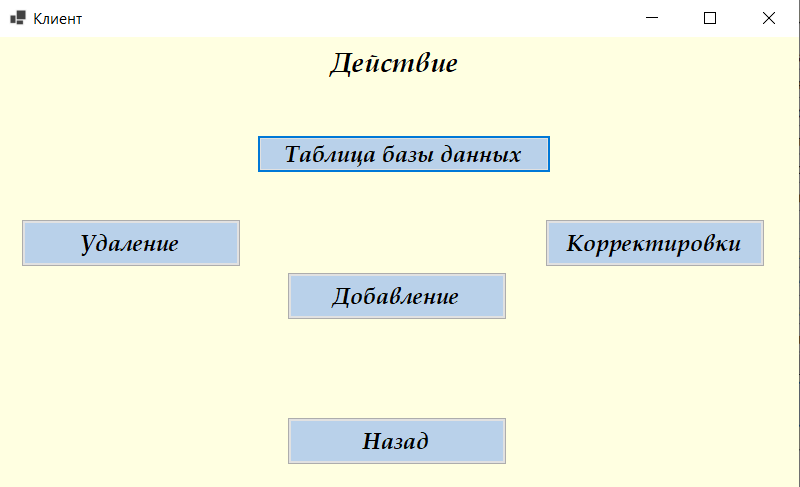 Клиент
Действие
Таблица базы данных
Удаление
Корректировки
Добавление
Назад